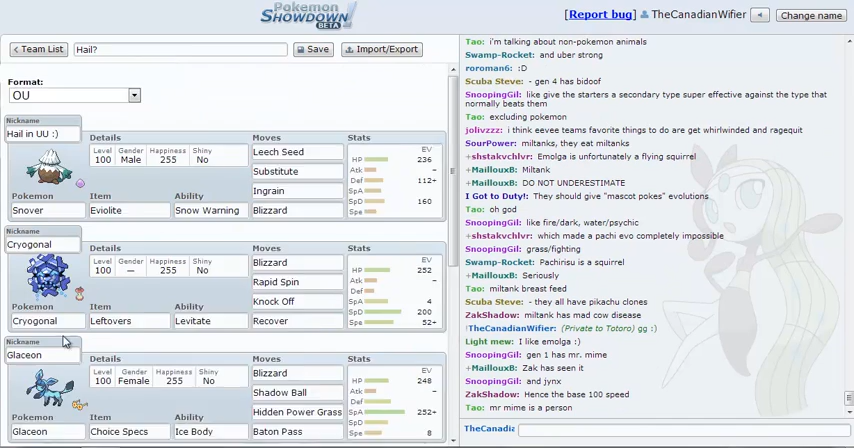 Pokémon
SHOWDOWN!
BETA
[Report bug]
TheCanadianWifier
Change name
< Team List
Hail?
Save
Import/Export
Format:
OU
Nickname
Hail in UU :)
Details
Level Gender Happiness Shiny
100 Male 255 No
Pokemon Item Ability
Snover Eviolite Snow Warning
Moves
Leech Seed
Substitute
Ingrain
Blizzard
Stats
EV
HP 236
Atk –
Def 112+
SpA –
SpD 160
Spe –
Nickname
Cryogonal
Details
Level Gender Happiness Shiny
100 — 255 No
Pokemon Item Ability
Cryogonal Leftovers Levitate
Moves
Blizzard
Rapid Spin
Knock Off
Recover
Stats
EV
HP 252
Atk –
Def –
SpA 4
SpD 200
Spe 52+
Nickname
Glaceon
Details
Level Gender Happiness Shiny
100 Female 255 No
Pokemon Item Ability
Glaceon Choice Specs Ice Body
Moves
Blizzard
Shadow Ball
Hidden Power Grass
Baton Pass
Stats
EV
HP 248
Atk –
Def –
SpA 252+
SpD –
Spe 8
Tao: i'm talking about non-pokemon animals
Swamp-Rocket: and uber strong
roroman6: :D
Scuba Steve: - gen 4 has bidoof
SnoopingGil: like give the starters a secondary type super effective against the type that
normally beats them
Tao: excluding pokemon
jolivzzz: i think eevee teams favorite things to do are get whirlwinded and ragequit
SourPower: miltanks, they eat miltanks
+shstakvchlvr: Emolga is unfortunately a flying squirrel
+MaillouxB: Miltank
+MaillouxB: DO NOT UNDERESTIMATE
I Got to Duty!: They should give "mascot pokes" evolutions
Tao: oh god
SnoopingGil: like fire/dark, water/psychic
+shstakvchlvr: which made a pachi evo completely impossible
SnoopingGil: grass/fighting
Swamp-Rocket: Pachirisu is a squirrel
+MaillouxB: Seriously
Tao: miltank breast feed
Scuba Steve: - they all have pikachu clones
ZakShadow: miltank has mad cow disease
!TheCanadianWifier: (Private to Totoro) gg :)
Light mew: I like emolga :)
SnoopingGil: gen 1 has mr. mime
+MaillouxB: Zak has seen it
SnoopingGil: and jynx
ZakShadow: Hence the base 100 speed
Tao: mr mime is a person
TheCanadia